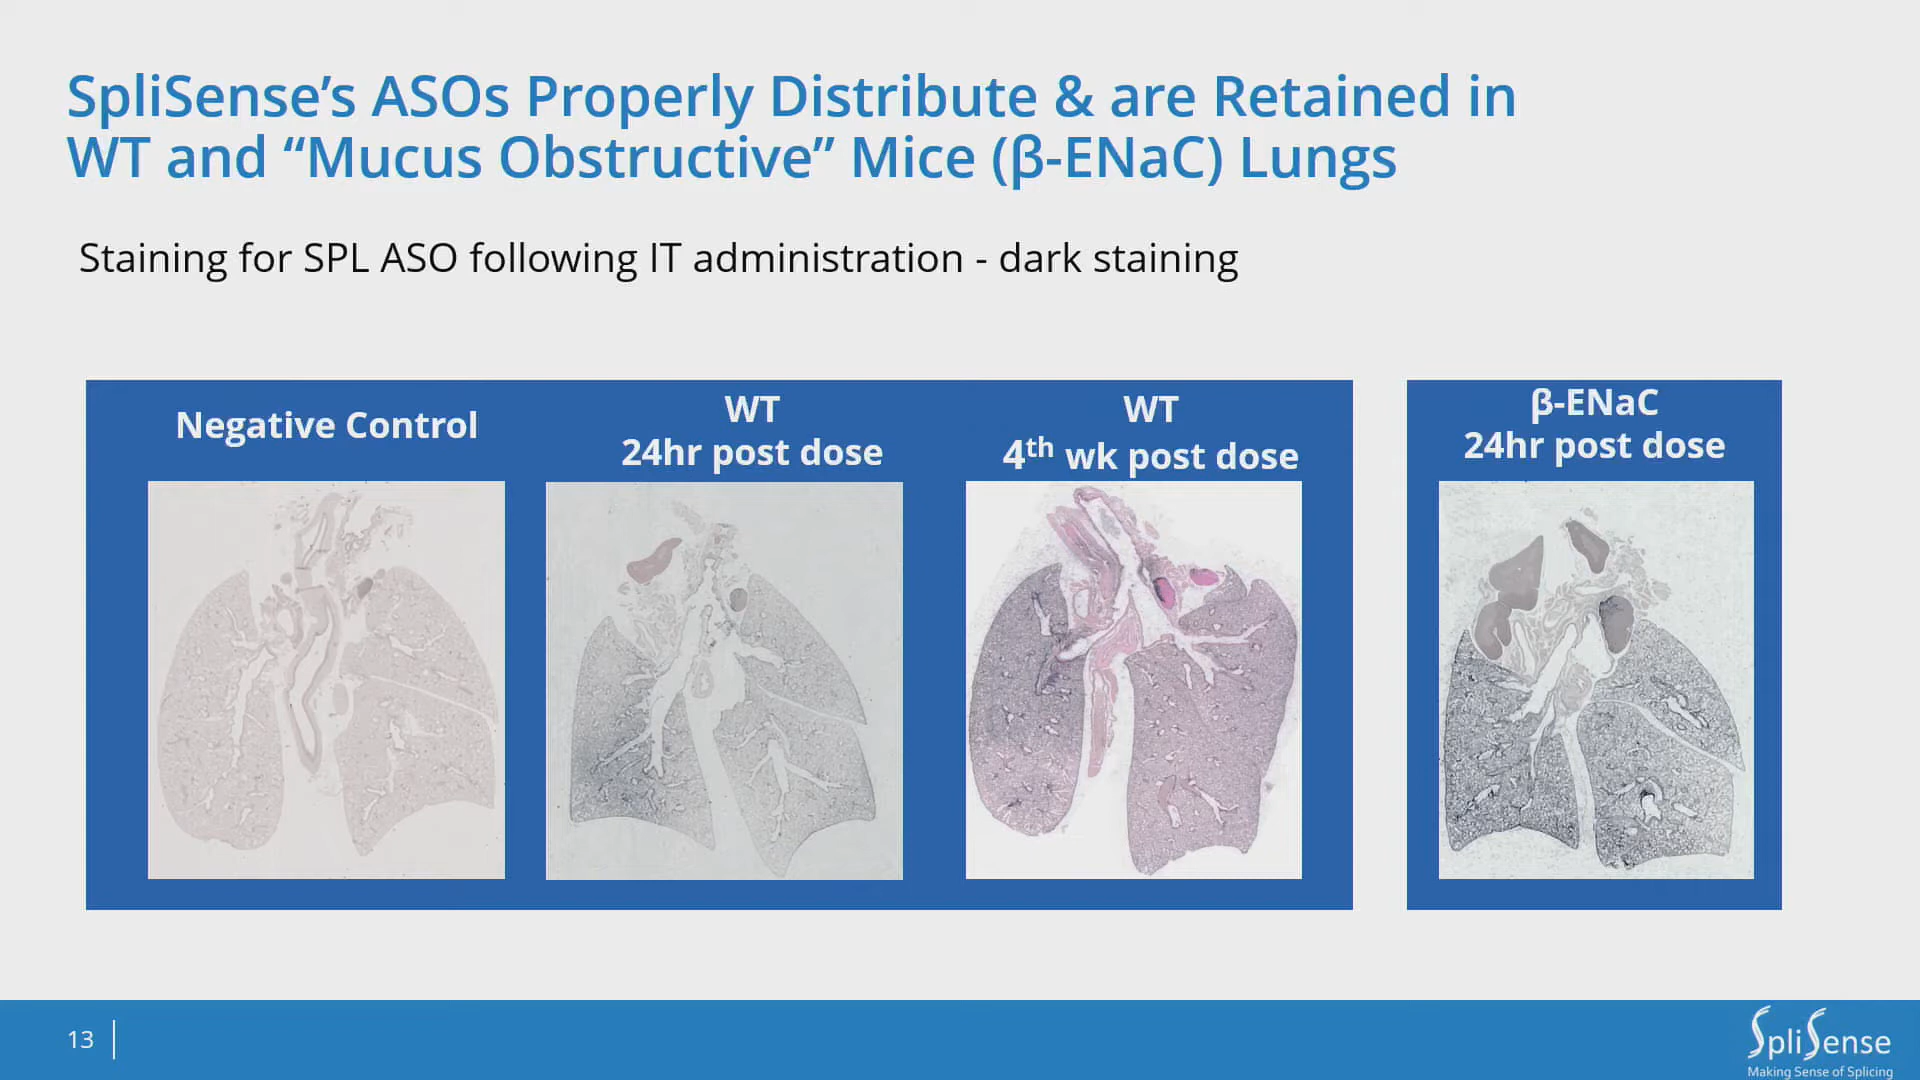 SpliSense’s ASOs Properly Distribute & are Retained in
WT and “Mucus Obstructive” Mice (β-ENaC) Lungs
Staining for SPL ASO following IT administration - dark staining
Negative Control
WT
24hr post dose
WT
4th wk post dose
β-ENaC
24hr post dose
13
SpliSense
Making Sense of Splicing